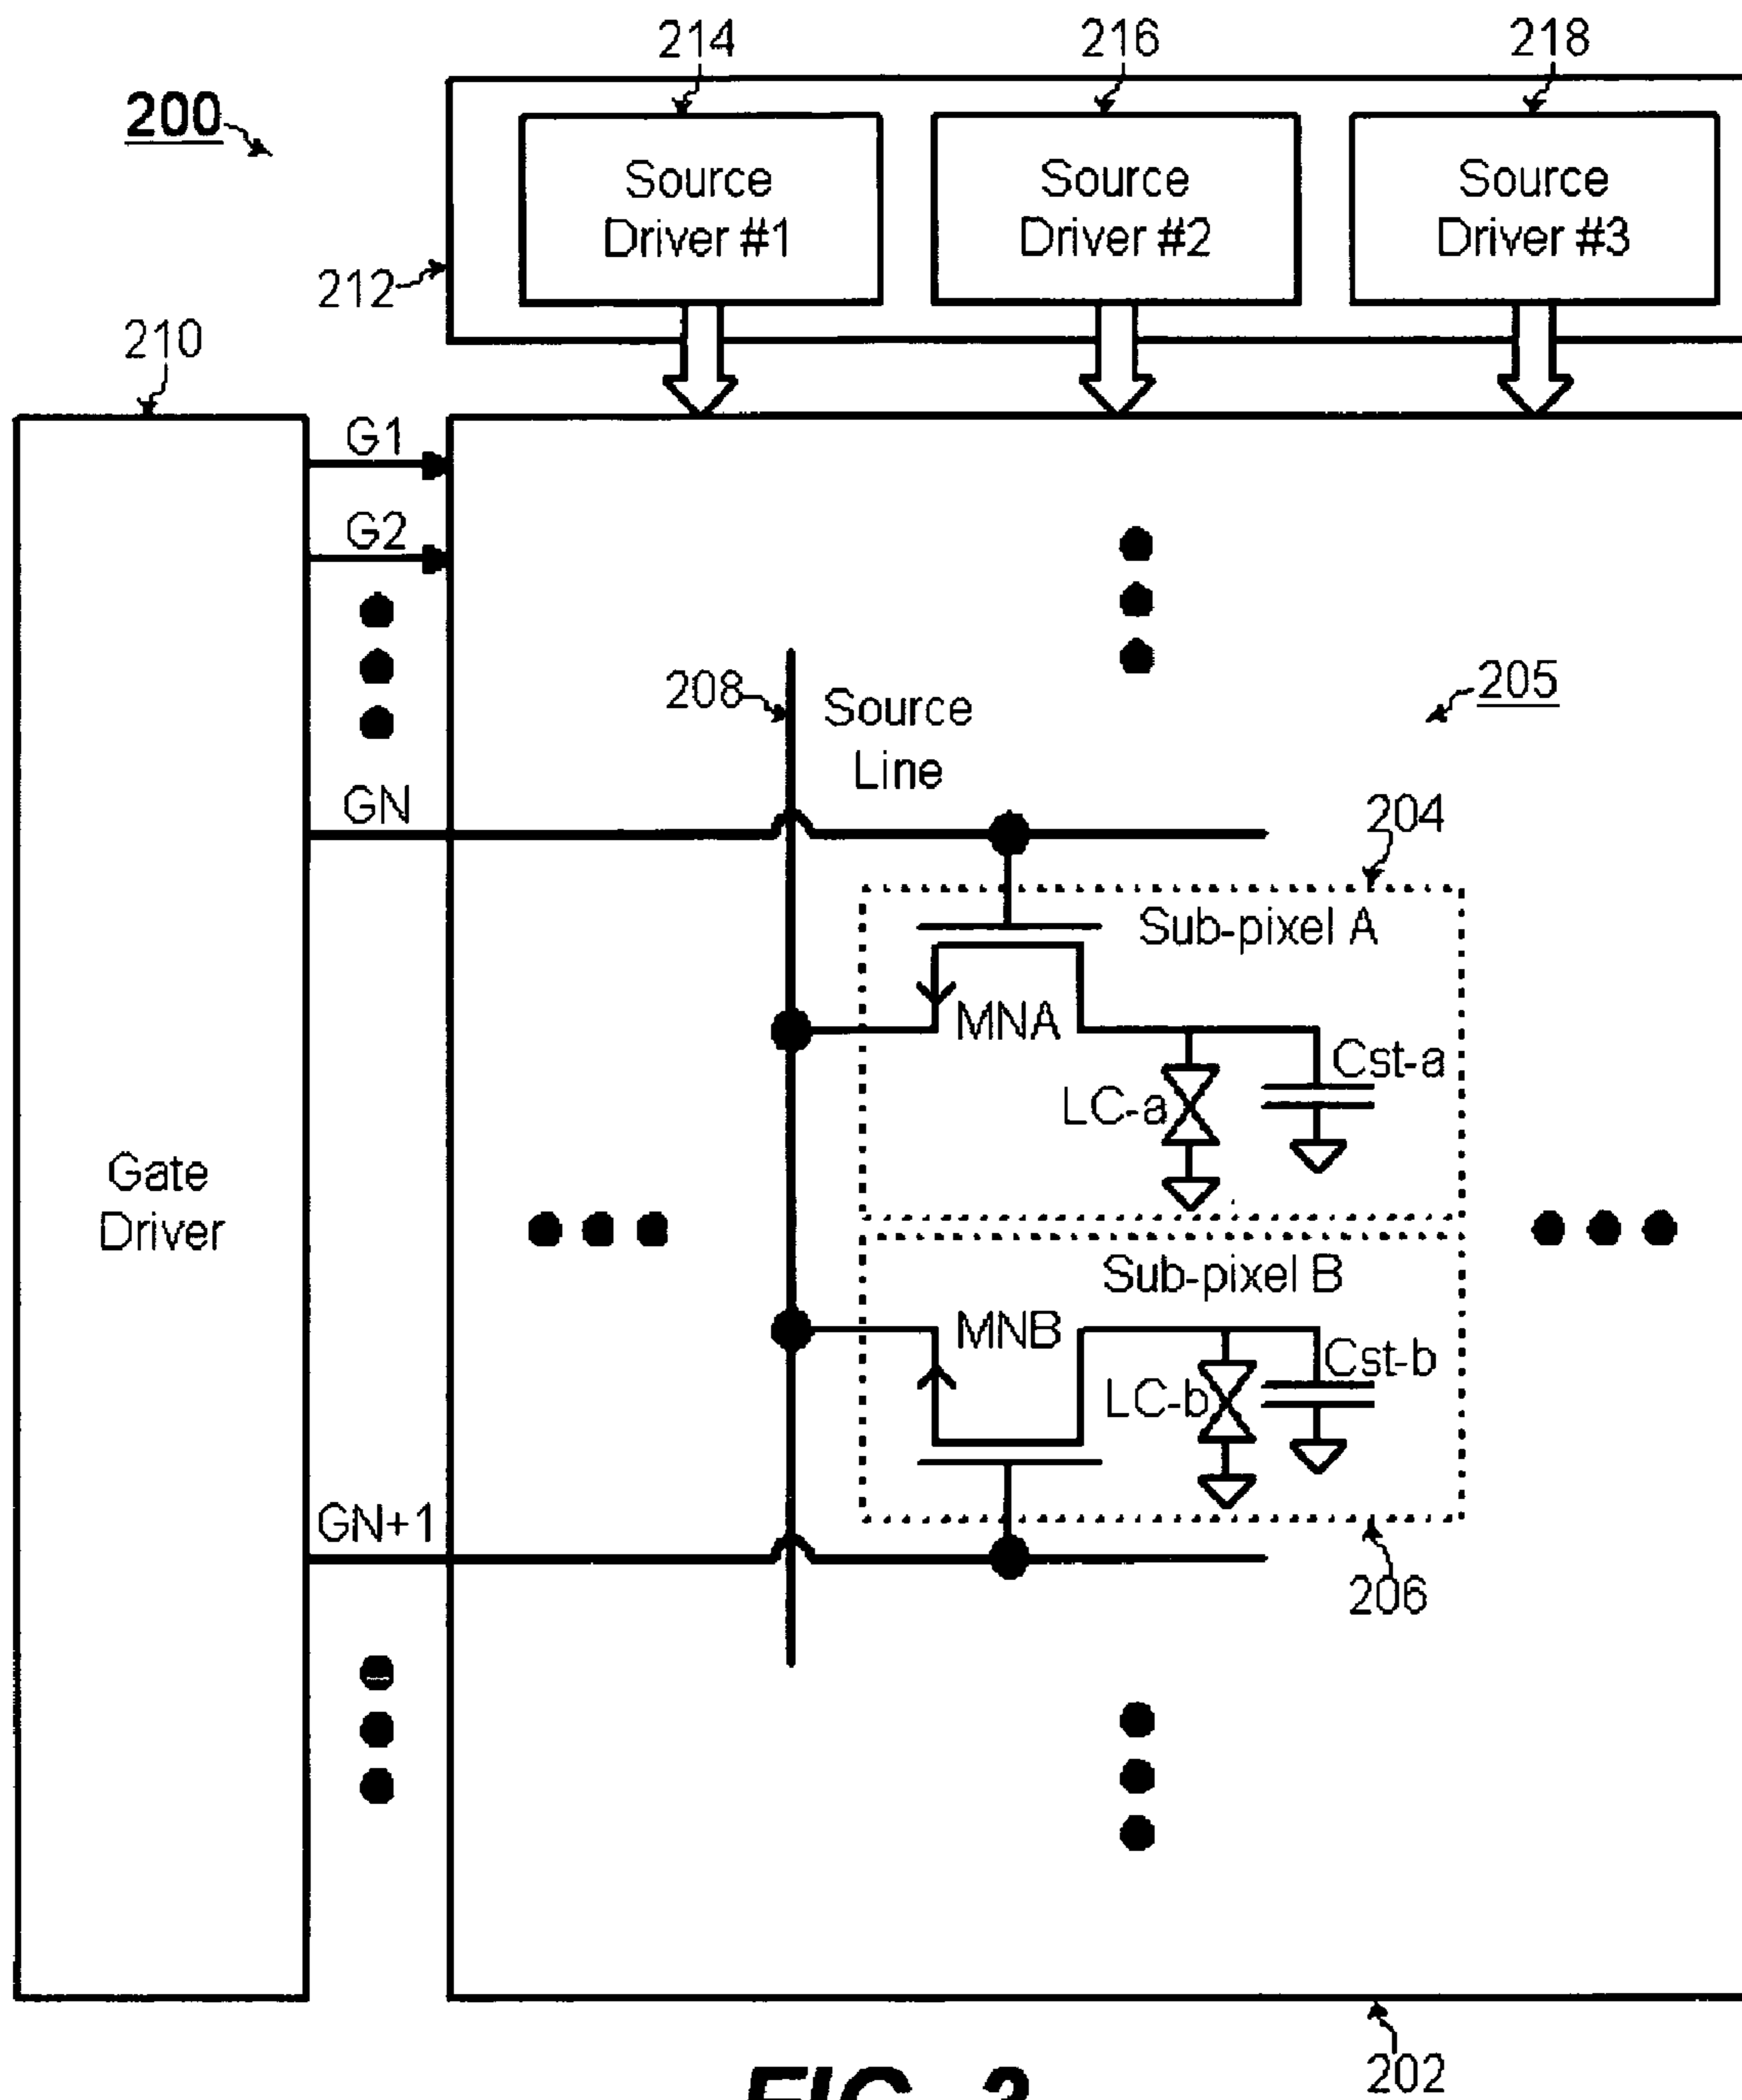 214
216
218
200
Source
Driver #1
Source
Driver #2
Source
Driver #3
212
210
G1
G2
208
Source
Line
205
GN
204
Sub-pixel A
MNA
Cst-a
LC-a
Gate
Driver
Sub-pixel B
MNB
Cst-b
LC-b
GN+1
206
202